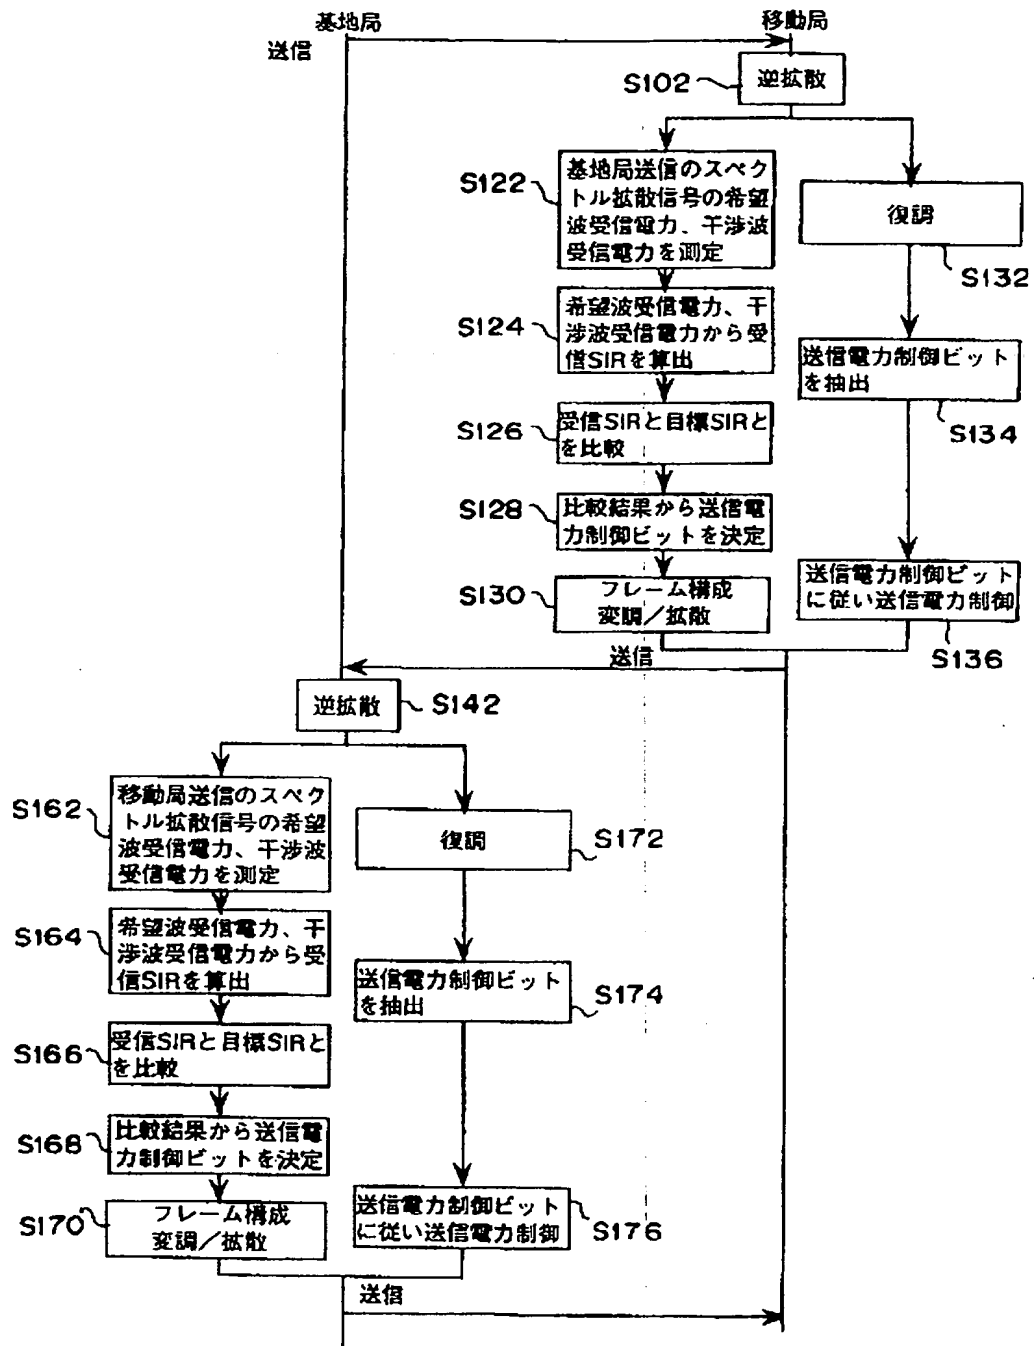 基地局
移動局
送信
S102
逆拡散
S122
基地局送信のスペク
トル拡散信号の希望
波受信電力、干渉波
受信電力を測定
復調
S132
S124
希望波受信電力、干
渉波受信電力から受
信SIRを算出
送信電力制御ビット
を抽出
S134
S126
受信SIRと目標SIRと
を比較
S128
比較結果から送信電
力制御ビットを決定
S130
フレーム構成
変調／拡散
送信電力制御ビット
に従い送信電力制御
S136
送信
逆拡散
S142
S162
移動局送信のスペク
トル拡散信号の希望
波受信電力、干渉波
受信電力を測定
復調
S172
S164
希望波受信電力、干
渉波受信電力から受
信SIRを算出
送信電力制御ビット
を抽出
S174
S166
受信SIRと目標SIRと
を比較
S168
比較結果から送信電
力制御ビットを決定
S170
フレーム構成
変調／拡散
送信電力制御ビット
に従い送信電力制御
S176
送信